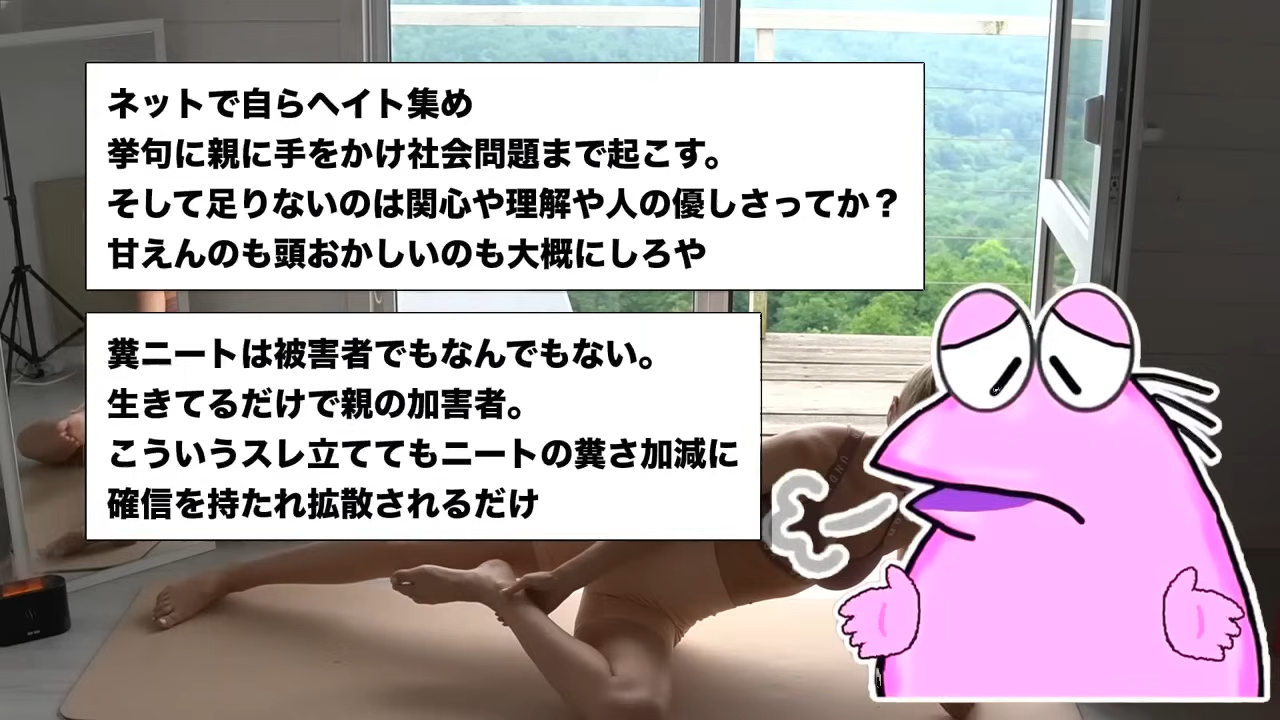 ネットで自らヘイト集め
挙句に親に手をかけ社会問題まで起こす。
そして足りないのは関心や理解や人の優しさってか？
甘えんのも頭おかしいのも大概にしろや
糞ニートは被害者でもなんでもない。
生きてるだけで親の加害者。
こういうスレ立ててもニートの糞さ加減に
確信を持たれ拡散されるだけ